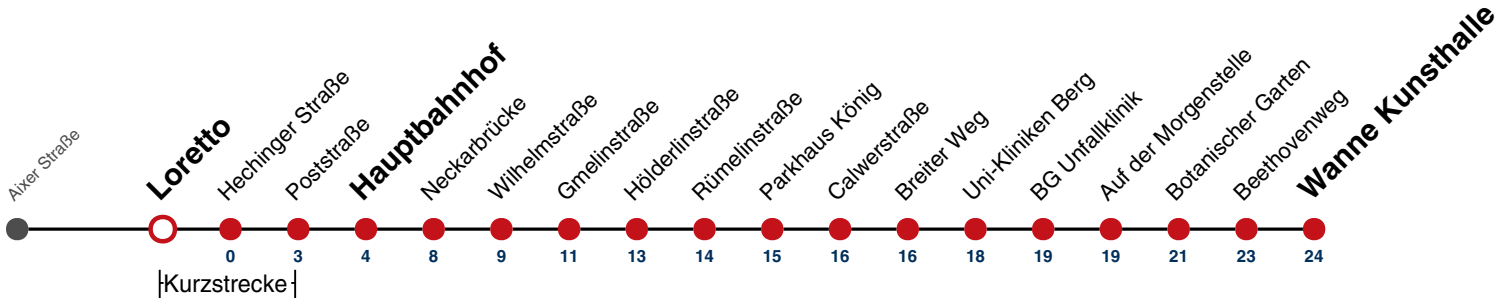 Aixer Straße
Loretto
Hechinger Straße
Poststraße
Hauptbahnhof
Neckarbrücke
Wilhelmstraße
Gmelinstraße
Hölderlinstraße
Rümelinstraße
Parkhaus König
Calwerstraße
Breiter Weg
Uni-Kliniken Berg
BG Unfallklinik
Auf der Morgenstelle
Botanischer Garten
Beethovenweg
Wanne Kunsthalle
0 3 4 8 9 11 13 14 15 16 16 18 19 19 21 23 24
Kurzstrecke